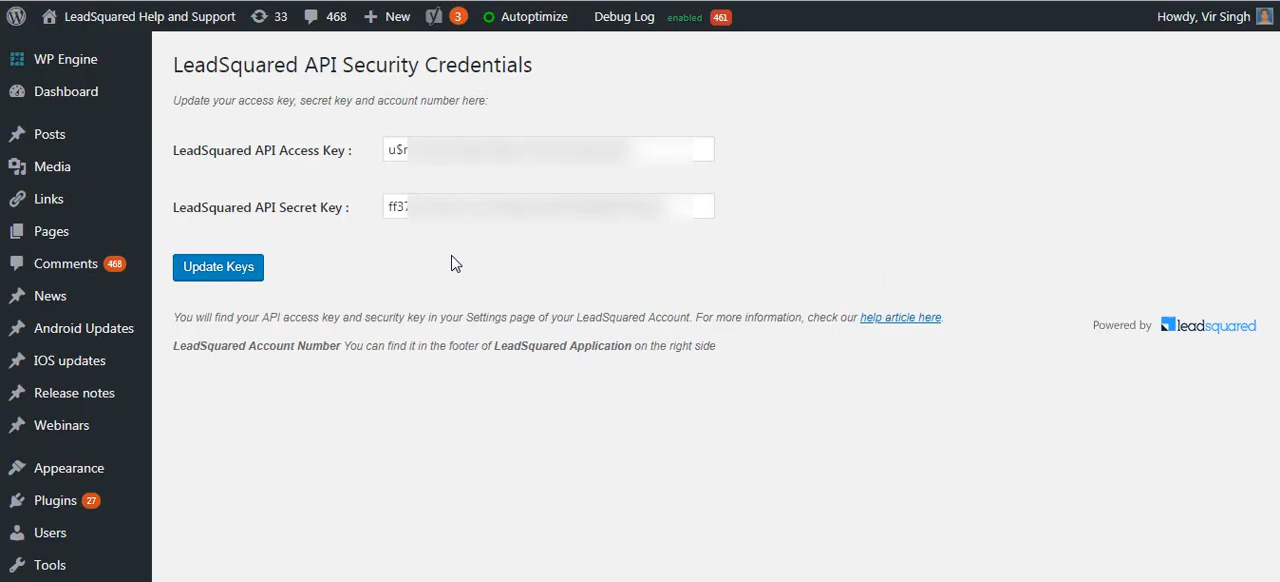 LeadSquared Help and Support 33 468 New 3 Autoptimize Debug Log enabled 461 Howdy, Vir Singh
WP Engine
Dashboard
Posts
Media
Links
Pages
Comments 468
News
Android Updates
IOS updates
Release notes
Webinars
Appearance
Plugins 27
Users
Tools
LeadSquared API Security Credentials
Update your access key, secret key and account number here:
LeadSquared API Access Key : u$r
LeadSquared API Secret Key : ff37
Update Keys
You will find your API access key and security key in your Settings page of your LeadSquared Account. For more information, check our help article here.
LeadSquared Account Number You can find it in the footer of LeadSquared Application on the right side
Powered by leadsquared